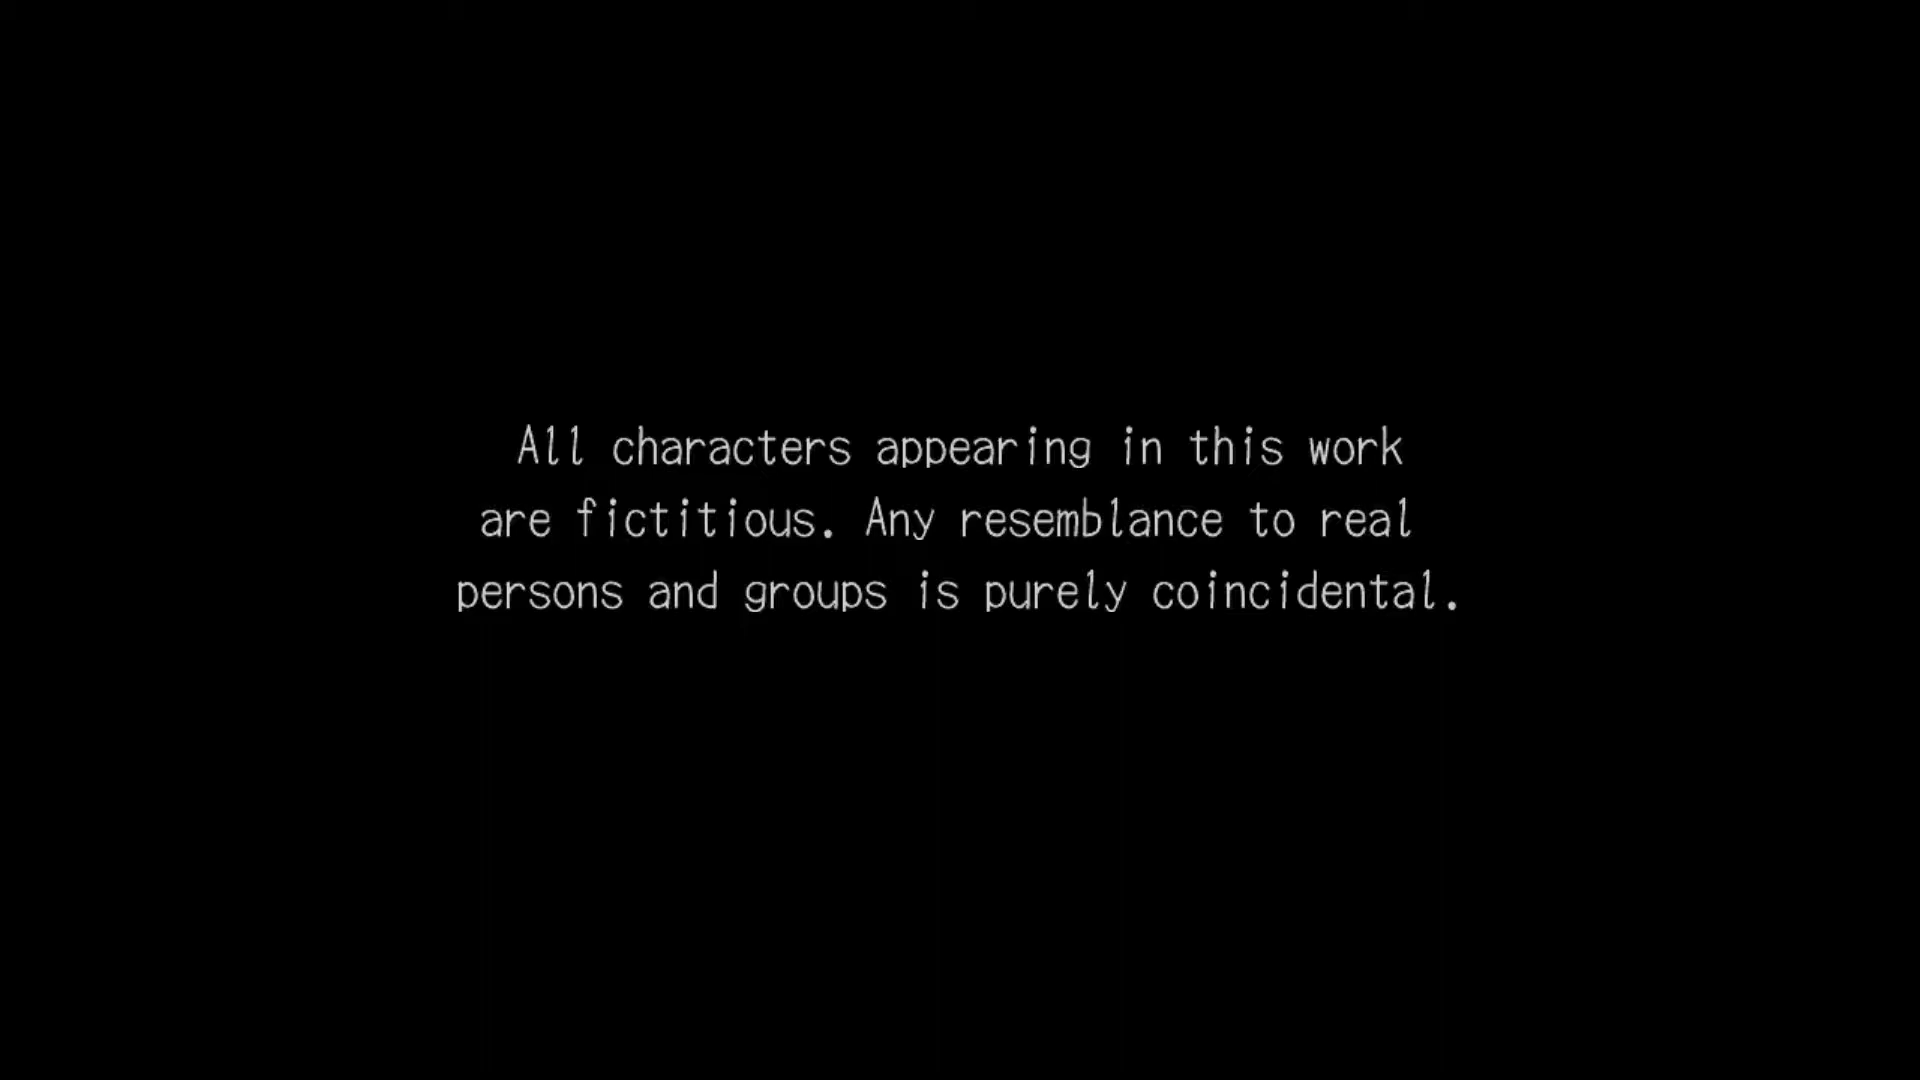 All characters appearing in this work
are fictitious. Any resemblance to real
persons and groups is purely coincidental.